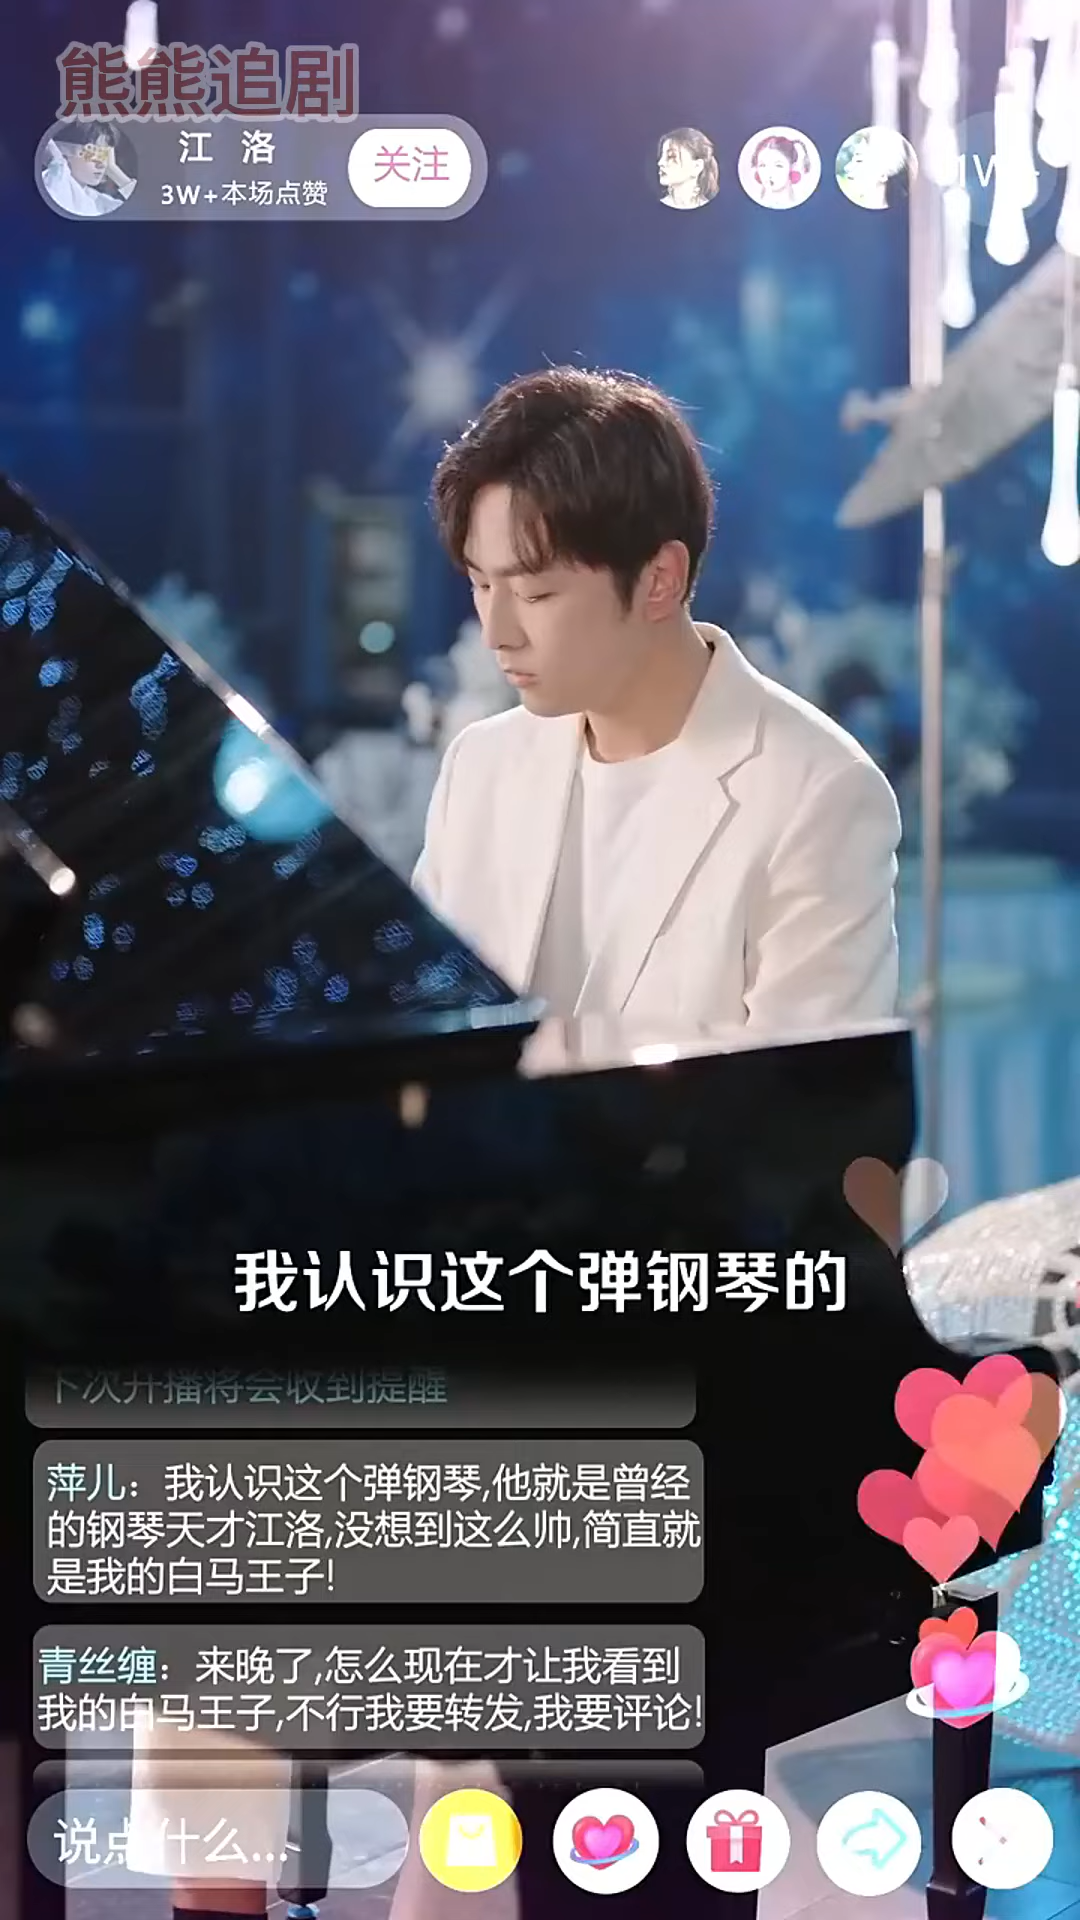 熊熊追剧
江 洛
关注
3W+本场点赞
1W+
我认识这个弹钢琴的
下次开播将会收到提醒
萍儿：我认识这个弹钢琴,他就是曾经
的钢琴天才江洛,没想到这么帅,简直就
是我的白马王子!
青丝缠：来晚了,怎么现在才让我看到
我的白马王子,不行我要转发,我要评论!
说点什么...